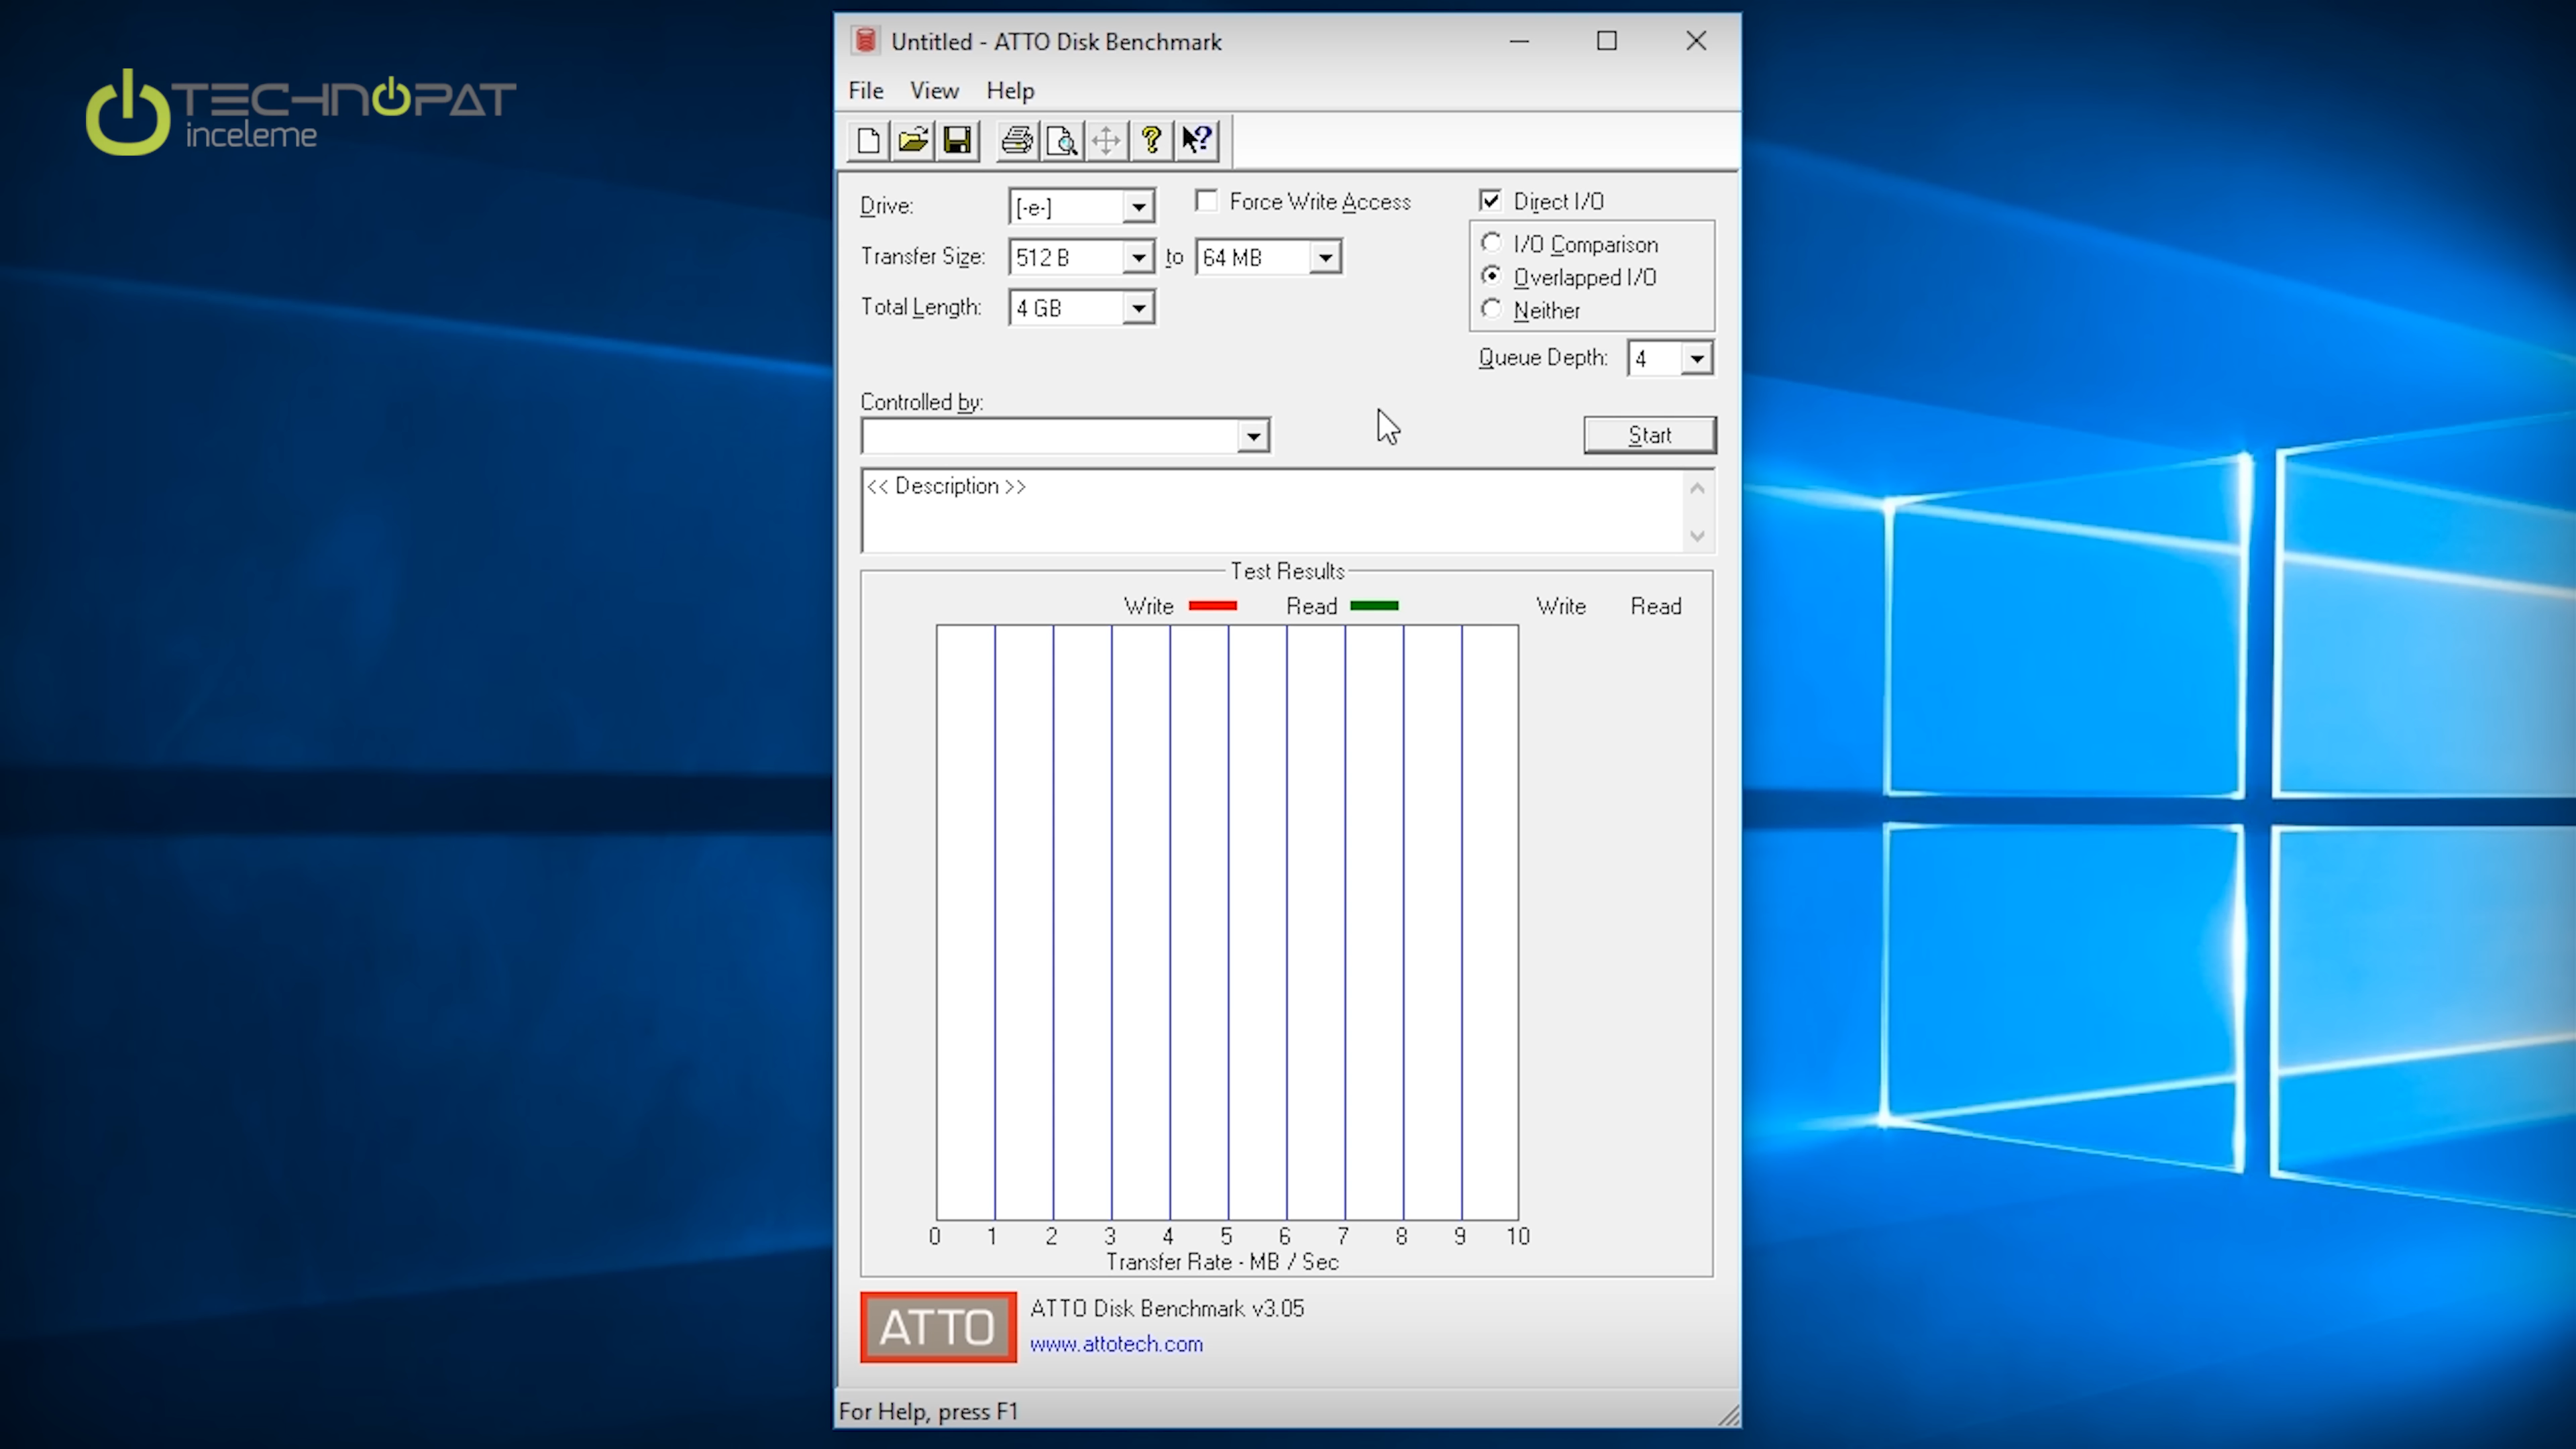 TECHNOPAT
inceleme
Untitled - ATTO Disk Benchmark
File View Help
Drive: [-e-] Force Write Access Direct I/O
Transfer Size: 512 B to 64 MB I/O Comparison
Overlapped I/O
Total Length: 4 GB Neither
Queue Depth: 4
Controlled by:
Start
<< Description >>
Test Results
Write Read Write Read
0 1 2 3 4 5 6 7 8 9 10
Transfer Rate - MB / Sec
ATTO ATTO Disk Benchmark v3.05
www.attotech.com
For Help, press F1